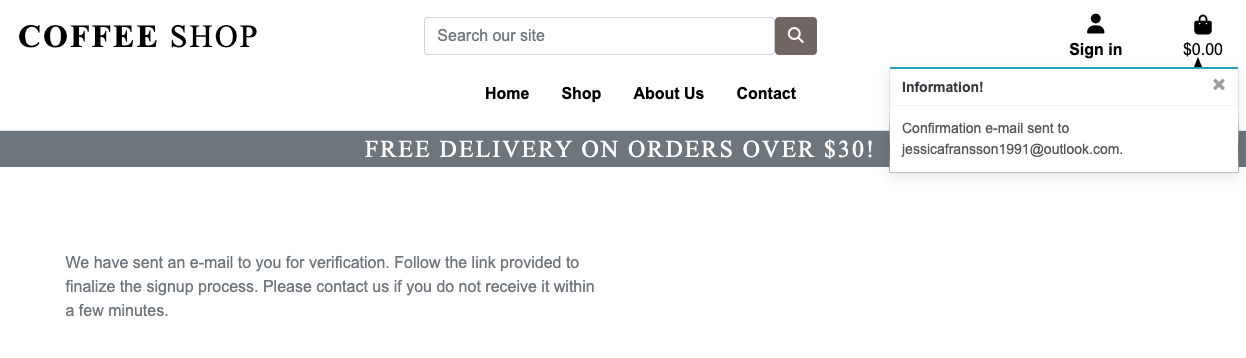 COFFEE SHOP
Search our site
Sign in
$0.00
Home Shop About Us Contact
Information!
Confirmation e-mail sent to
jessicafransson1991@outlook.com.
FREE DELIVERY ON ORDERS OVER $30!
We have sent an e-mail to you for verification. Follow the link provided to
finalize the signup process. Please contact us if you do not receive it within
a few minutes.